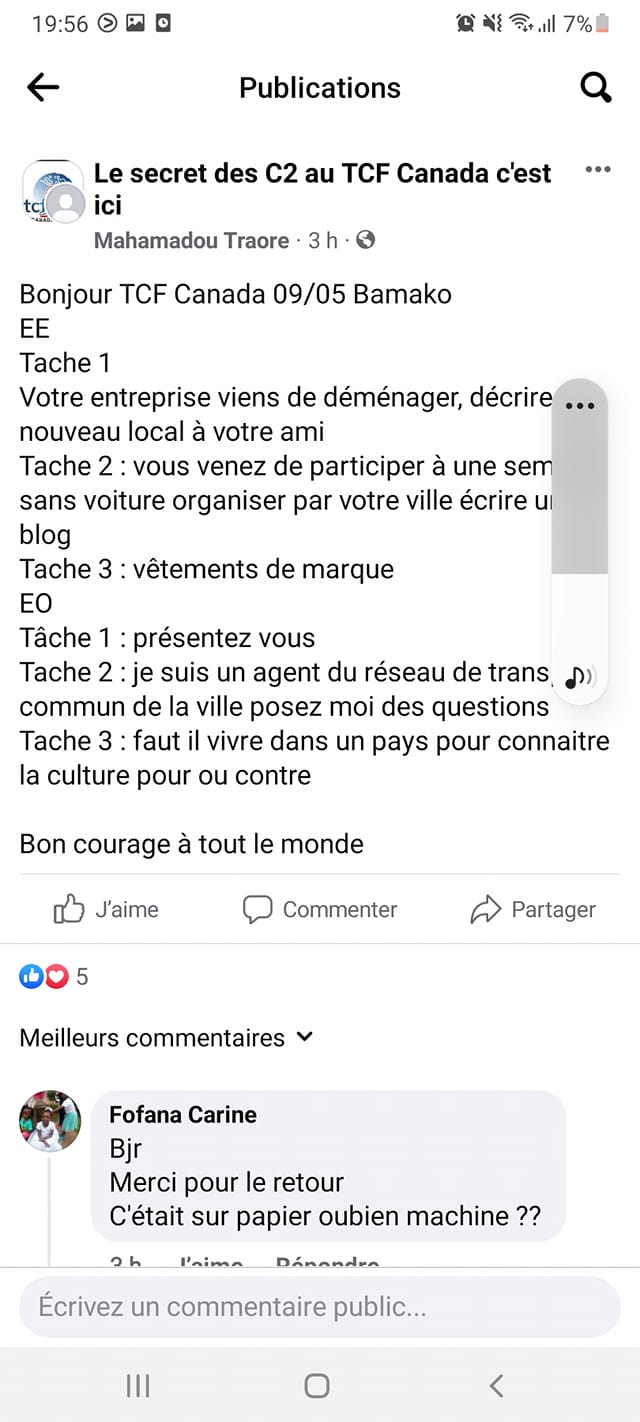 19:56
7%
Publications
Le secret des C2 au TCF Canada c'est
ici
Mahamadou Traore · 3 h ·
Bonjour TCF Canada 09/05 Bamako
EE
Tache 1
Votre entreprise viens de déménager, décrire
nouveau local à votre ami
Tache 2 : vous venez de participer à une
sans voiture organiser par votre ville écrire
blog
Tache 3 : vêtements de marque
EO
Tâche 1 : présentez vous
Tache 2 : je suis un agent du réseau de
commun de la ville posez moi des questions
Tache 3 : faut il vivre dans un pays pour connaitre
la culture pour ou contre
Bon courage à tout le monde
J'aime
Commenter
Partager
5
Meilleurs commentaires
Fofana Carine
Bjr
Merci pour le retour
C'était sur papier oubien machine ??
3 h J'aime Répondre
Écrivez un commentaire public...